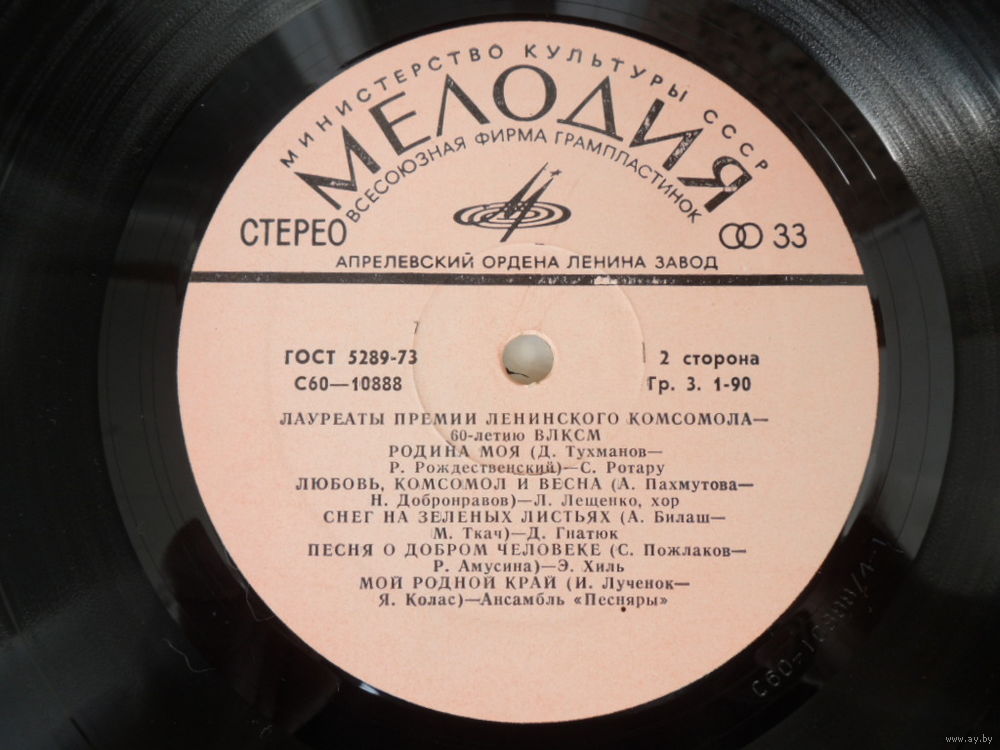 МИНИСТЕРСТВО КУЛЬТУРЫ СССР
МЕЛОДИЯ
ВСЕСОЮЗНАЯ ФИРМА ГРАМПЛАСТИНОК
СТЕРЕО
33
АПРЕЛЕВСКИЙ ОРДЕНА ЛЕНИНА ЗАВОД
ГОСТ 5289-73
2 сторона
С60—10888
Гр. 3. 1-90
ЛАУРЕАТЫ ПРЕМИИ ЛЕНИНСКОГО КОМСОМОЛА—
60-летию ВЛКСМ
РОДИНА МОЯ (Д. Тухманов—
Р. Рождественский)—С. Ротару
ЛЮБОВЬ, КОМСОМОЛ И ВЕСНА (А. Пахмутова—
Н. Добронравов)—Л. Лещенко, хор
СНЕГ НА ЗЕЛЕНЫХ ЛИСТЬЯХ (А. Билаш—
М. Ткач)—Д. Гнатюк
ПЕСНЯ О ДОБРОМ ЧЕЛОВЕКЕ (С. Пожлаков—
Р. Амусина)—Э. Хиль
МОЙ РОДНОЙ КРАЙ (И. Лученок—
Я. Колас)—Ансамбль «Песняры»
www.ay.by